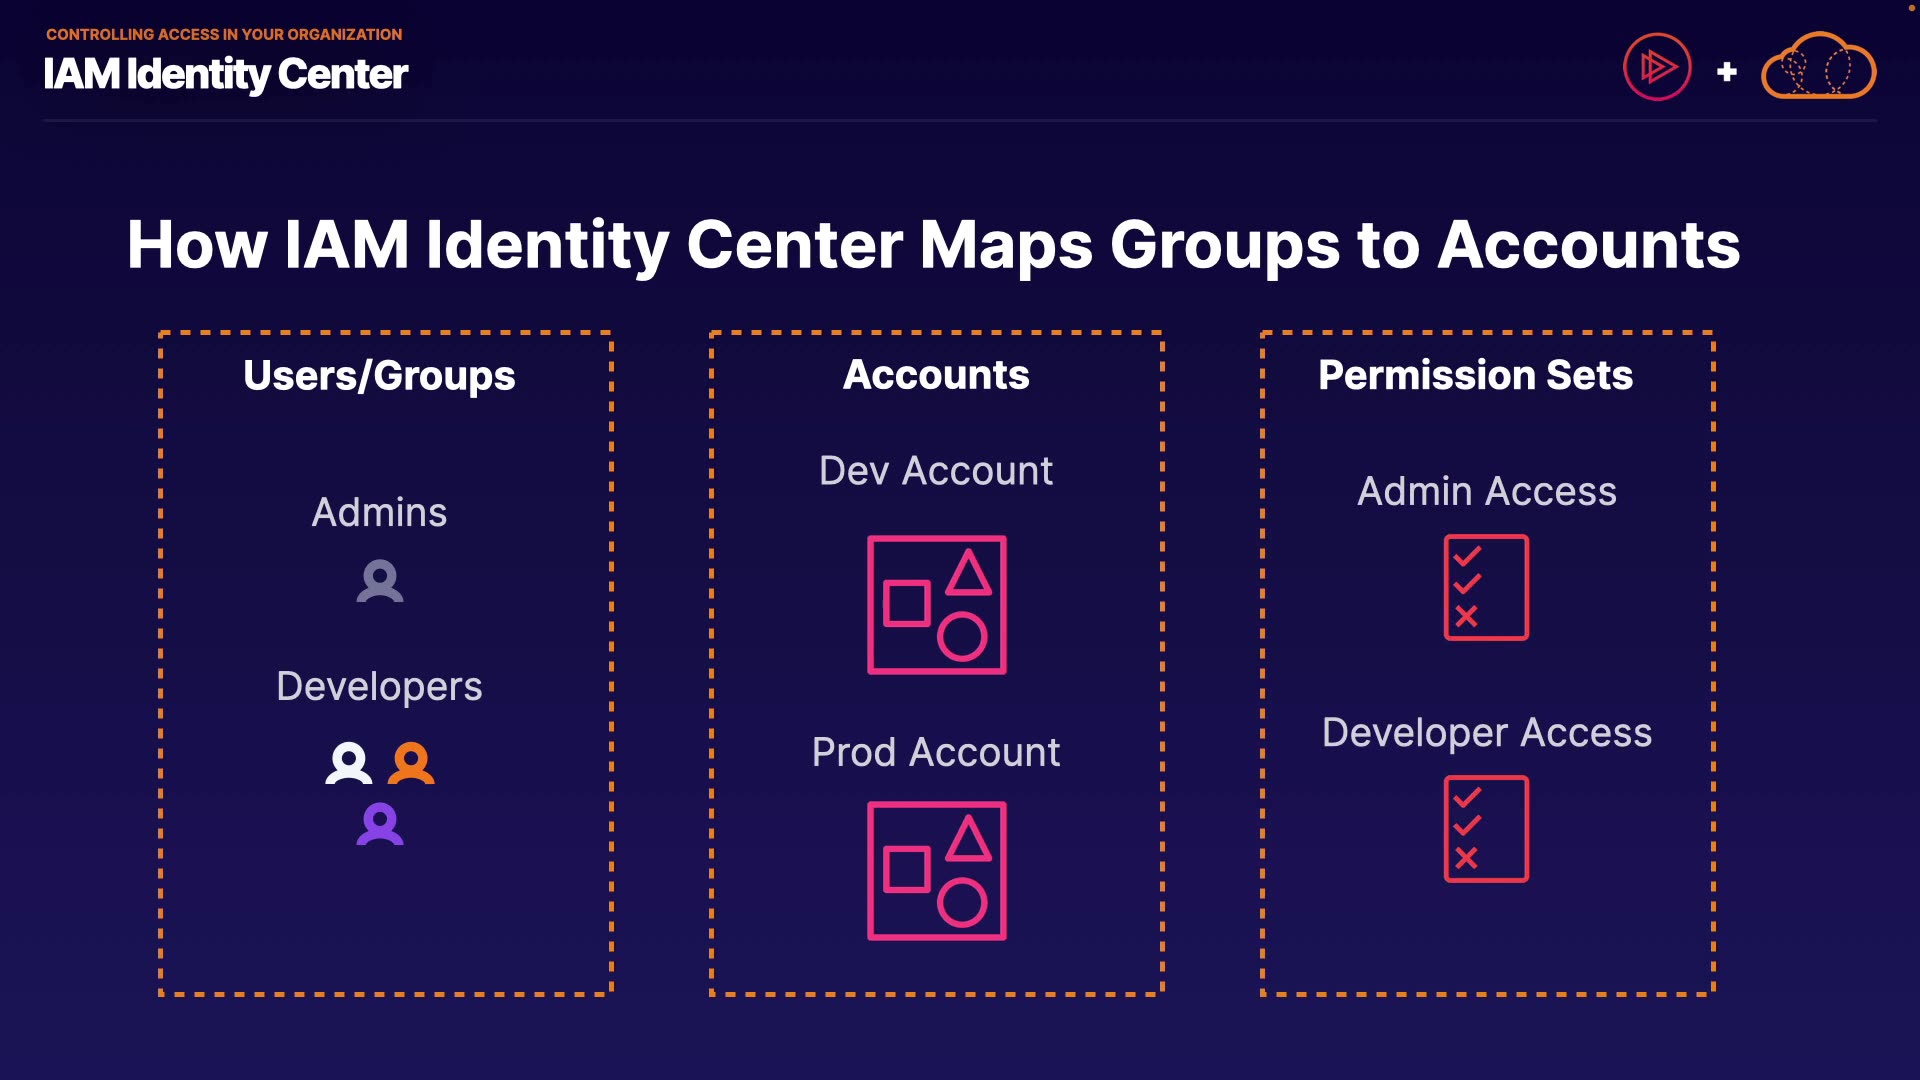 CONTROLLING ACCESS IN YOUR ORGANIZATION
IAM Identity Center
How IAM Identity Center Maps Groups to Accounts
Users/Groups
Admins
Developers
Accounts
Dev Account
Prod Account
Permission Sets
Admin Access
Developer Access